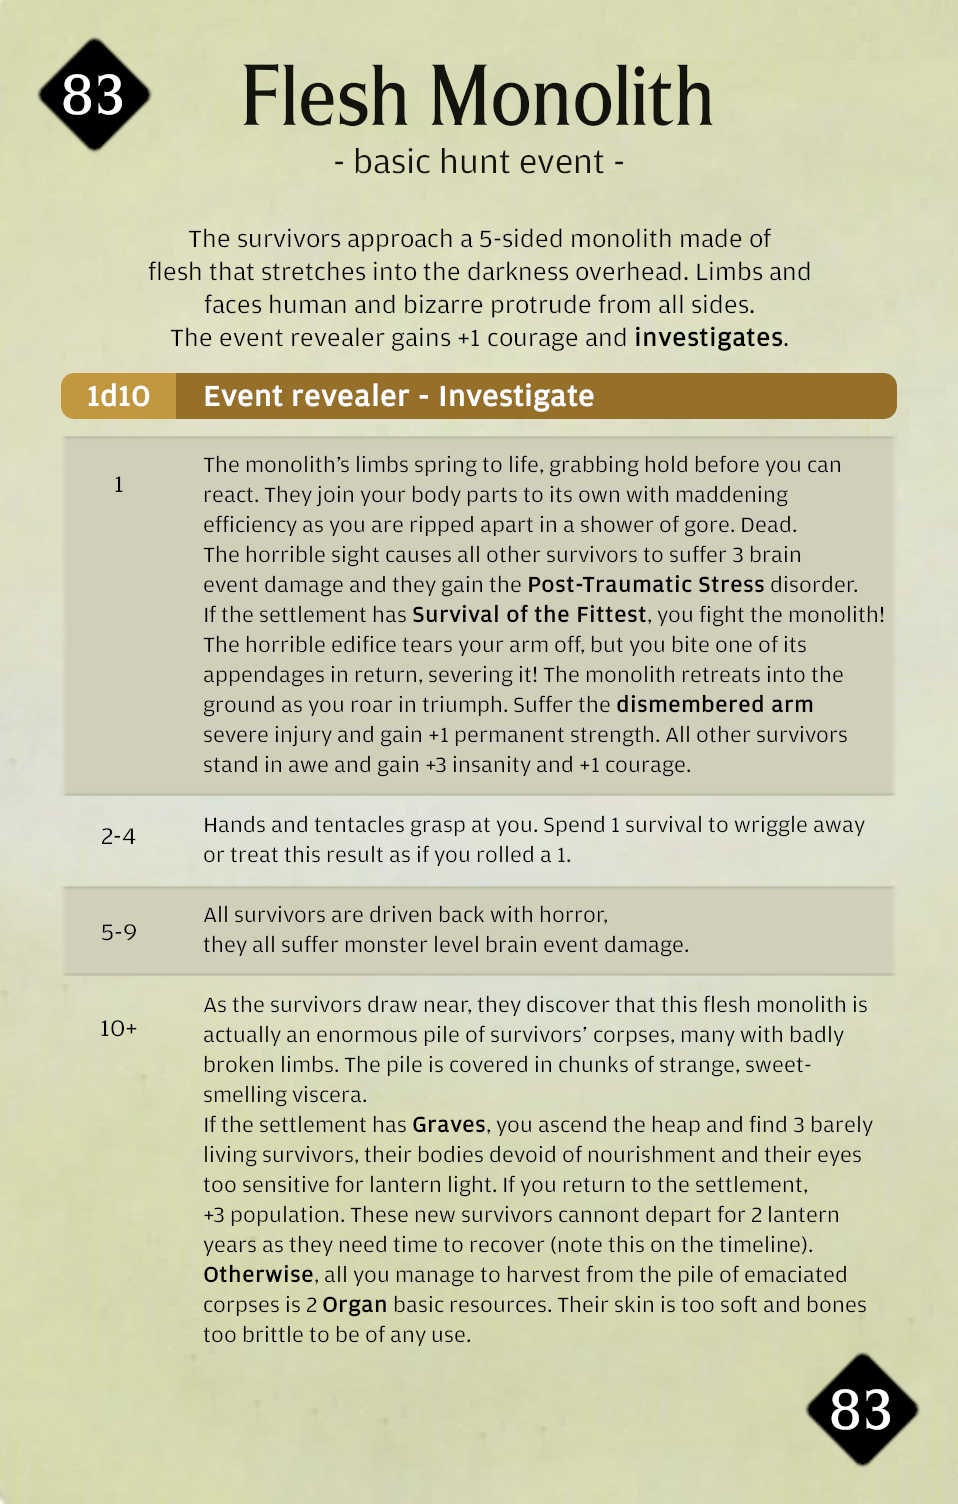 83
Flesh Monolith
- basic hunt event -
The survivors approach a 5-sided monolith made of
flesh that stretches into the darkness overhead. Limbs and
faces human and bizarre protrude from all sides.
The event revealer gains +1 courage and investigates.
1d10 Event revealer - Investigate
1
The monolith’s limbs spring to life, grabbing hold before you can
react. They join your body parts to its own with maddening
efficiency as you are ripped apart in a shower of gore. Dead.
The horrible sight causes all other survivors to suffer 3 brain
event damage and they gain the Post-Traumatic Stress disorder.
If the settlement has Survival of the Fittest, you fight the monolith!
The horrible edifice tears your arm off, but you bite one of its
appendages in return, severing it! The monolith retreats into the
ground as you roar in triumph. Suffer the dismembered arm
severe injury and gain +1 permanent strength. All other survivors
stand in awe and gain +3 insanity and +1 courage.
2-4
Hands and tentacles grasp at you. Spend 1 survival to wriggle away
or treat this result as if you rolled a 1.
5-9
All survivors are driven back with horror,
they all suffer monster level brain event damage.
10+
As the survivors draw near, they discover that this flesh monolith is
actually an enormous pile of survivors’ corpses, many with badly
broken limbs. The pile is covered in chunks of strange, sweet-
smelling viscera.
If the settlement has Graves, you ascend the heap and find 3 barely
living survivors, their bodies devoid of nourishment and their eyes
too sensitive for lantern light. If you return to the settlement,
+3 population. These new survivors cannont depart for 2 lantern
years as they need time to recover (note this on the timeline).
Otherwise, all you manage to harvest from the pile of emaciated
corpses is 2 Organ basic resources. Their skin is too soft and bones
too brittle to be of any use.
83